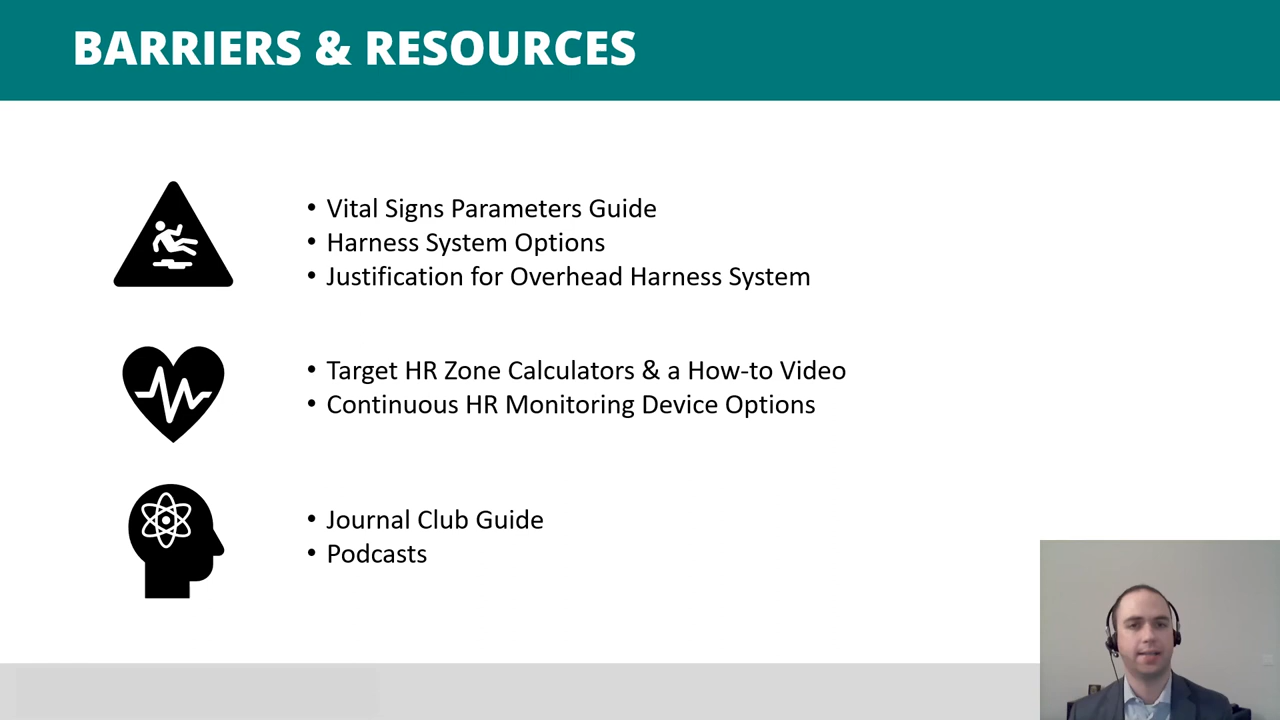 BARRIERS & RESOURCES
• Vital Signs Parameters Guide
• Harness System Options
• Justification for Overhead Harness System
• Target HR Zone Calculators & a How-to Video
• Continuous HR Monitoring Device Options
• Journal Club Guide
• Podcasts